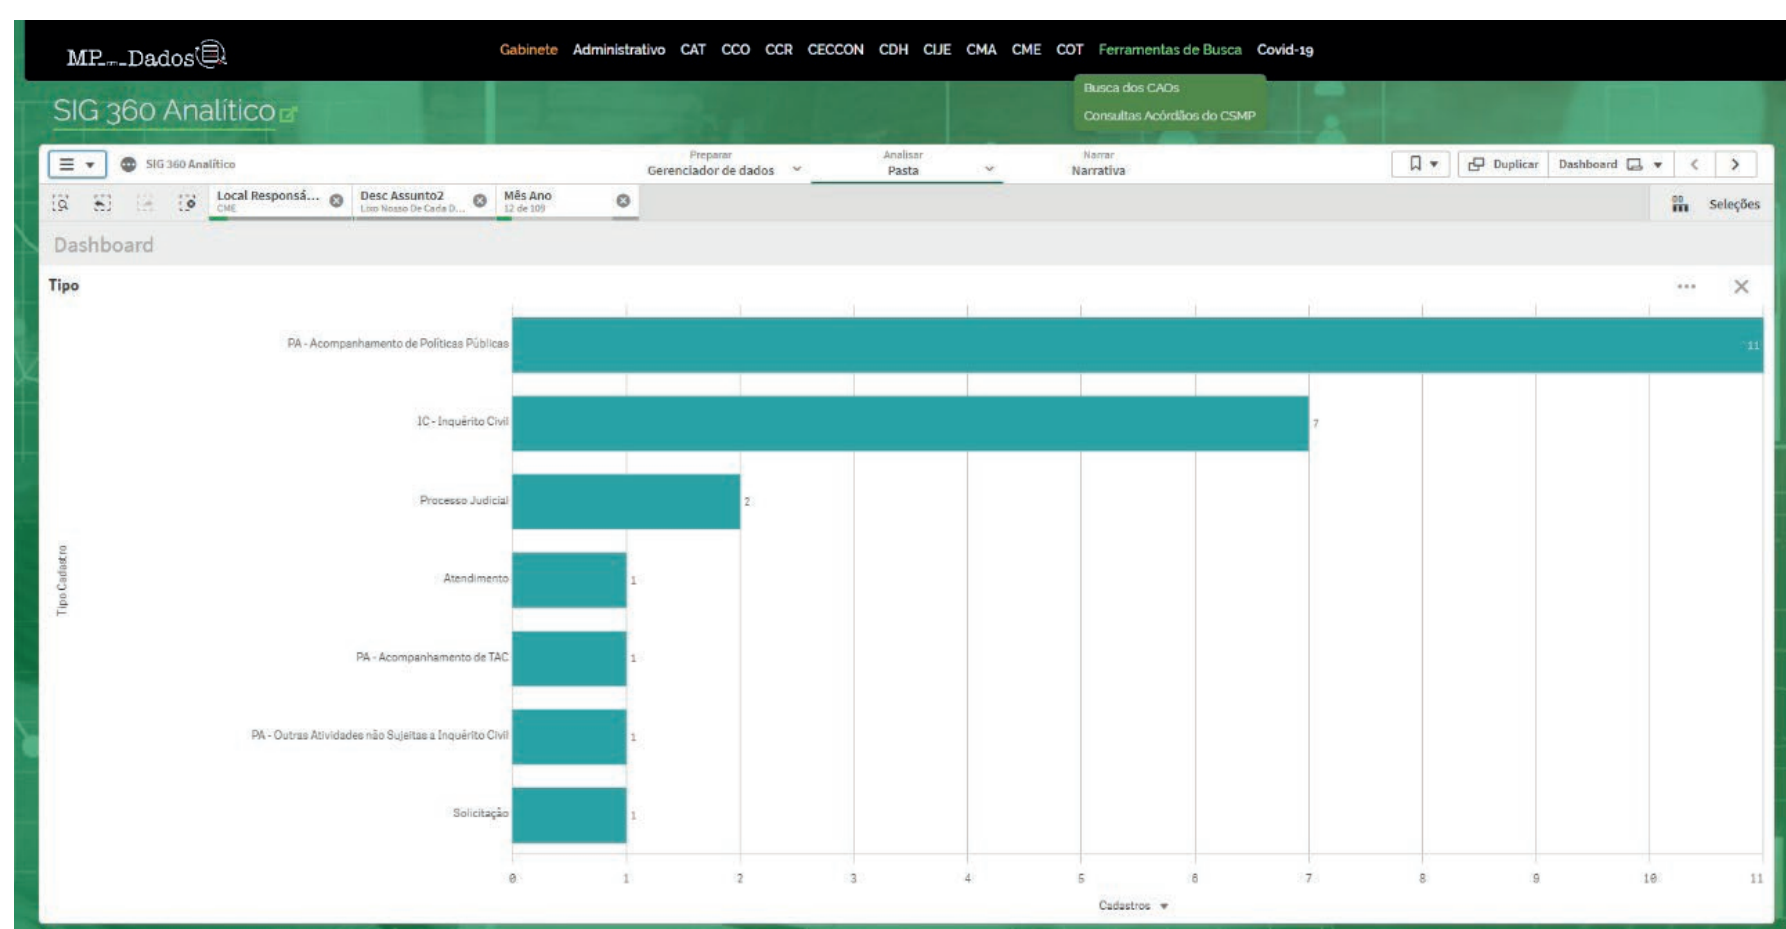 MP...Dados
Gabinete Administrativo CAT CCO CCR CECCON CDH CIJE CMA CME COT Ferramentas de Busca Covid-19
Busca dos CAOs
Consultas Acórdãos do CSMP
SIG 360 Analítico
SIG 360 Analítico
Preparar
Gerenciador de dados
Analisar
Pasta
Narrar
Narrativa
Duplicar
Dashboard
Local Responsá...
CME
Desc Assunto2
Lixo Nosso De Cada D...
Mês Ano
12 de 109
Seleções
Dashboard
Tipo
PA - Acompanhamento de Políticas Públicas
11
IC - Inquérito Civil
7
Processo Judicial
2
Atendimento
1
PA - Acompanhamento de TAC
1
PA - Outras Atividades não Sujeitas a Inquérito Civil
1
Solicitação
1
Tipo Cadastro
0 1 2 3 4 5 6 7 8 9 10 11
Cadastros